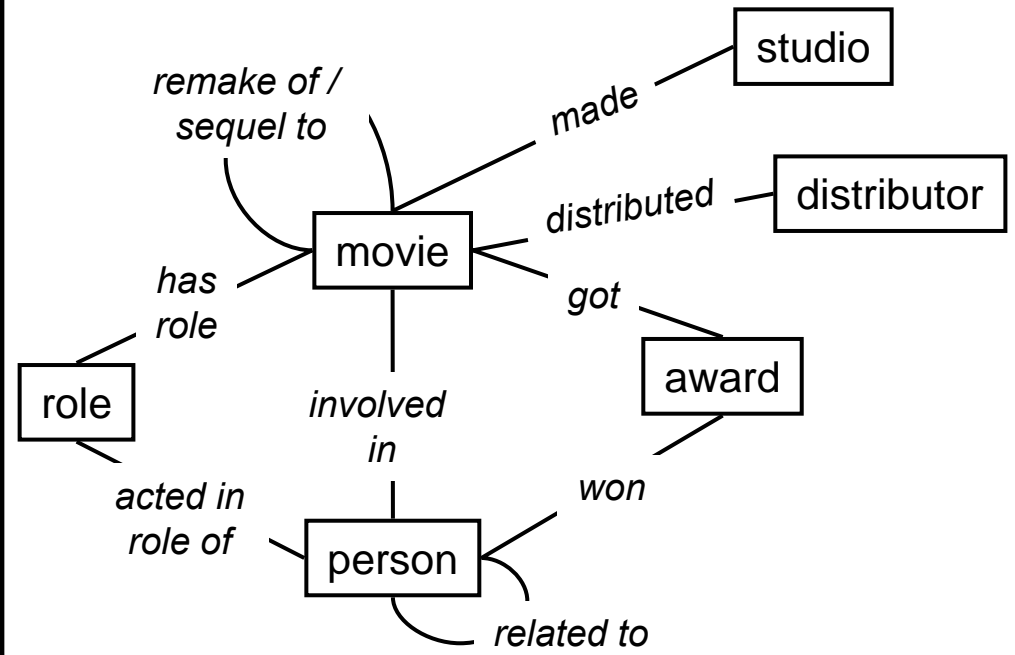 studio
remake of /
sequel to
made
distributed
distributor
movie
has
role
got
award
role
involved
in
acted in
role of
won
person
related to